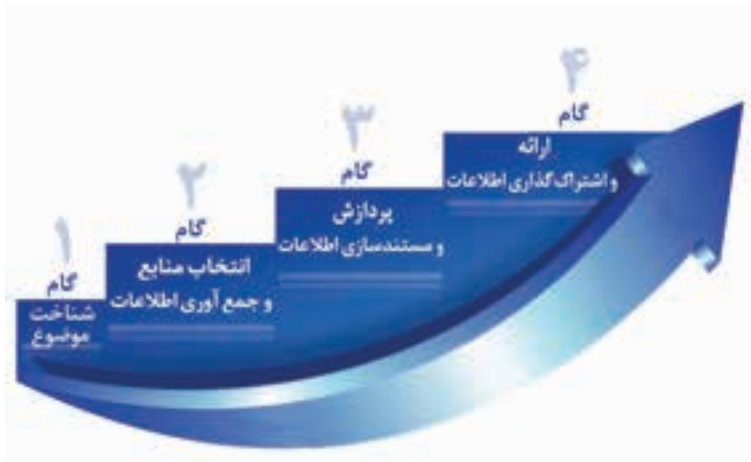 ۱
گام
شناخت
موضوع
۲
گام
انتخاب منابع
و جمع آوری اطلاعات
۳
گام
پردازش
و مستندسازی اطلاعات
۴
گام
ارائه
و اشتراک‌گذاری اطلاعات